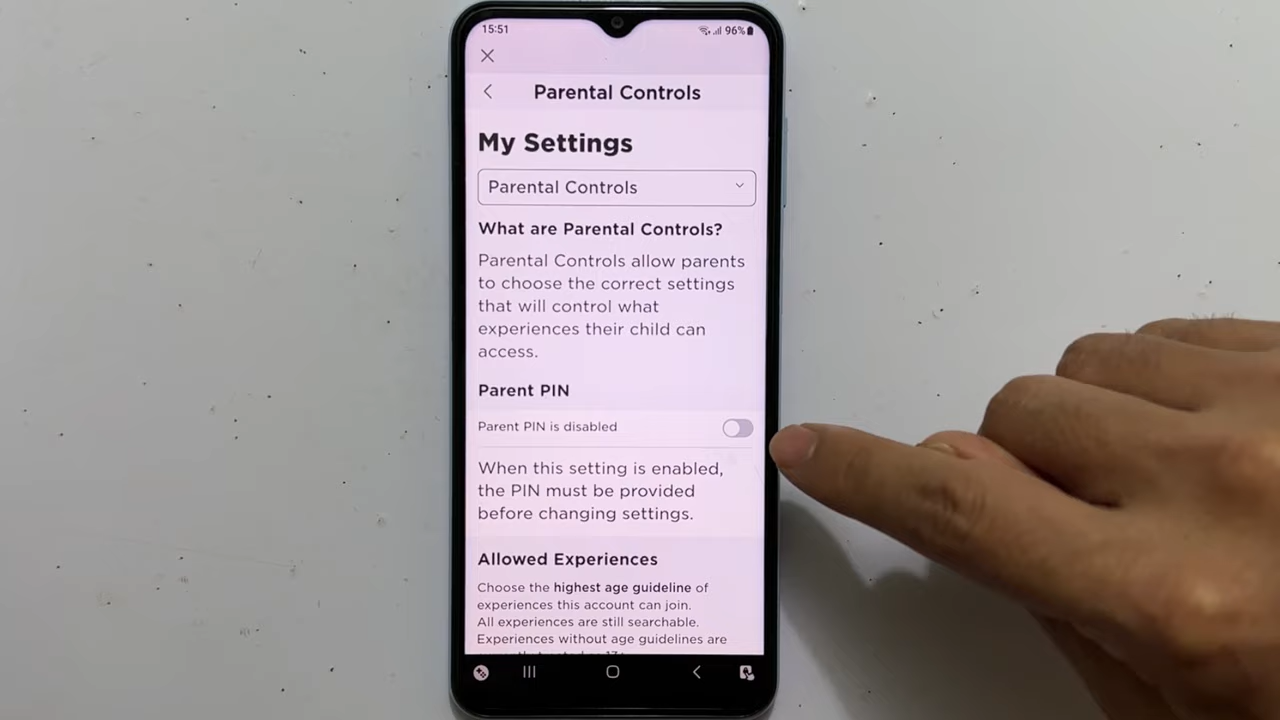 15:51
96%
Parental Controls
My Settings
Parental Controls
What are Parental Controls?
Parental Controls allow parents
to choose the correct settings
that will control what
experiences their child can
access.
Parent PIN
Parent PIN is disabled
When this setting is enabled,
the PIN must be provided
before changing settings.
Allowed Experiences
Choose the highest age guideline of
experiences this account can join.
All experiences are still searchable.
Experiences without age guidelines are